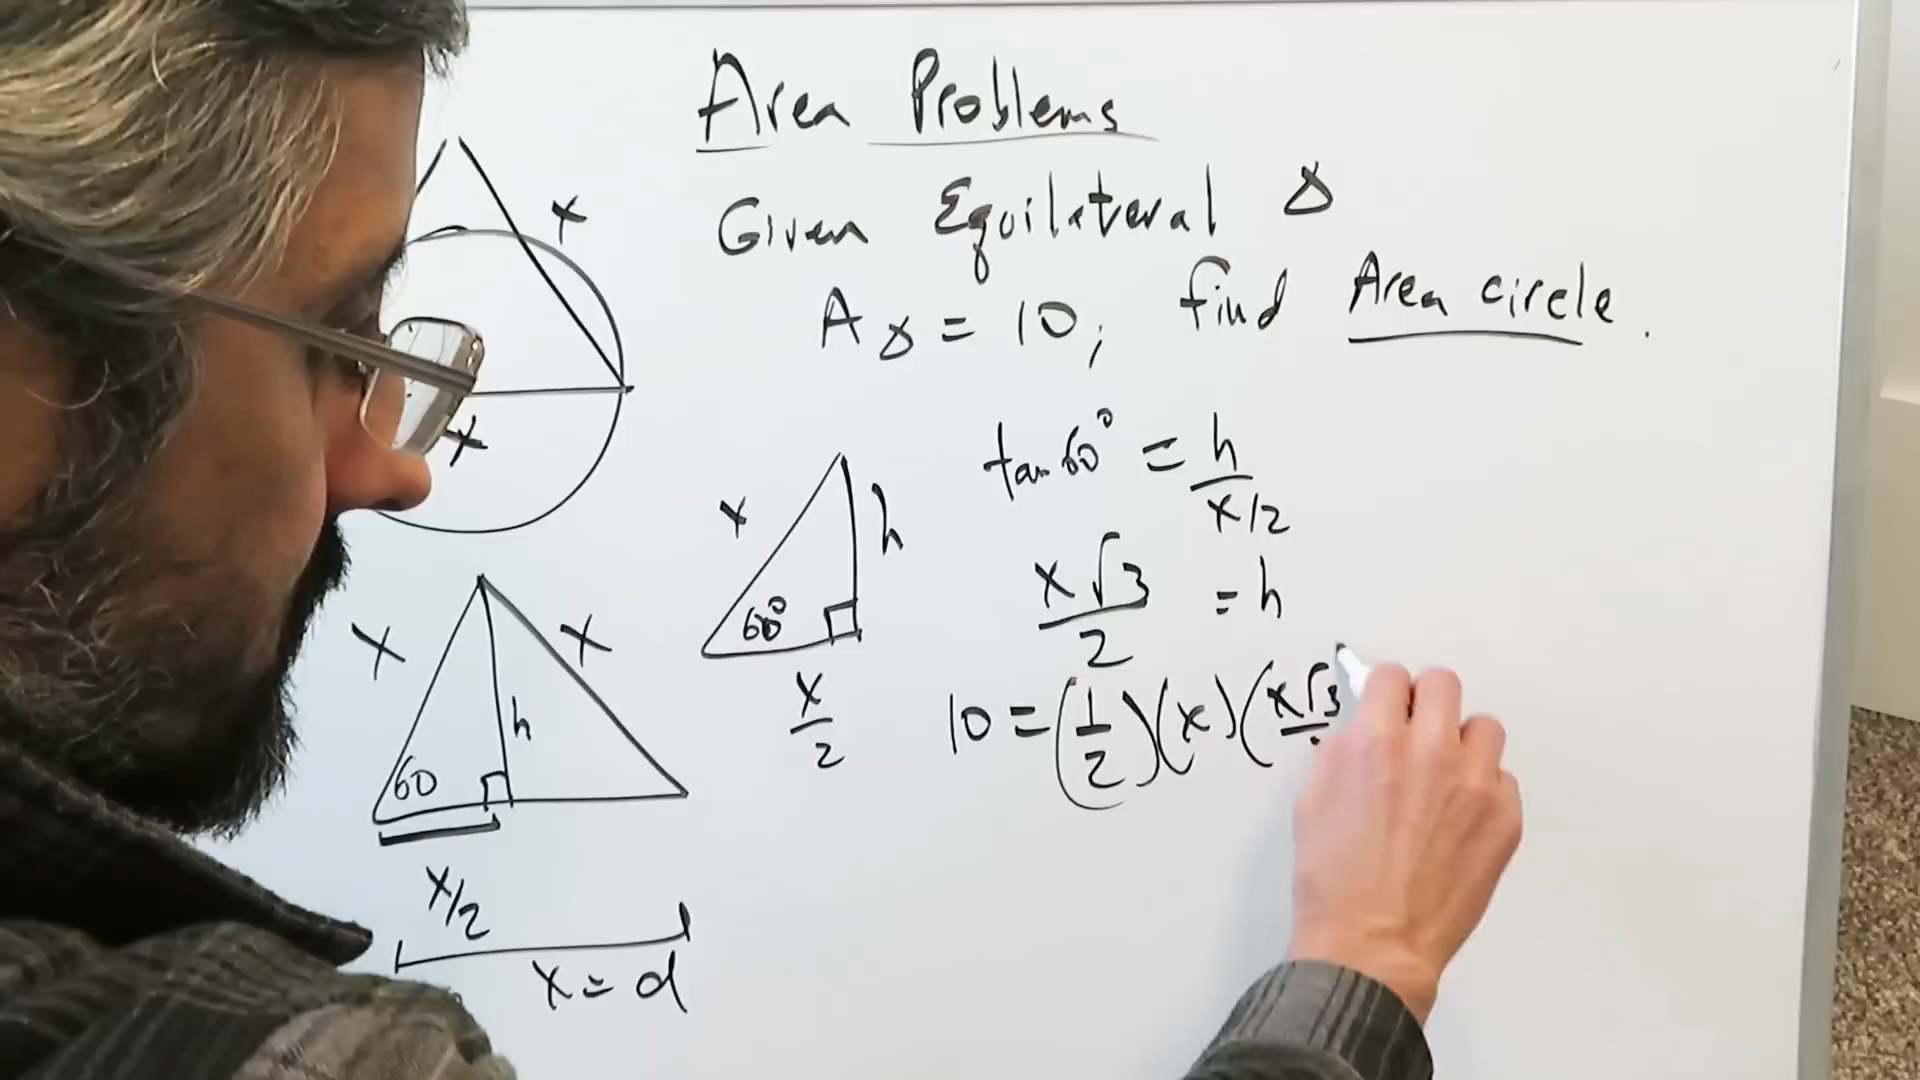 Area Problems
Given Equilateral Δ
A Δ = 10; find Area circle.
x
x
tan 60° = h / x/2
x
h
60°
x/2
x√3/2 = h
10 = (1/2)(x)(x√3
x
x
h
60
x/2
x = d